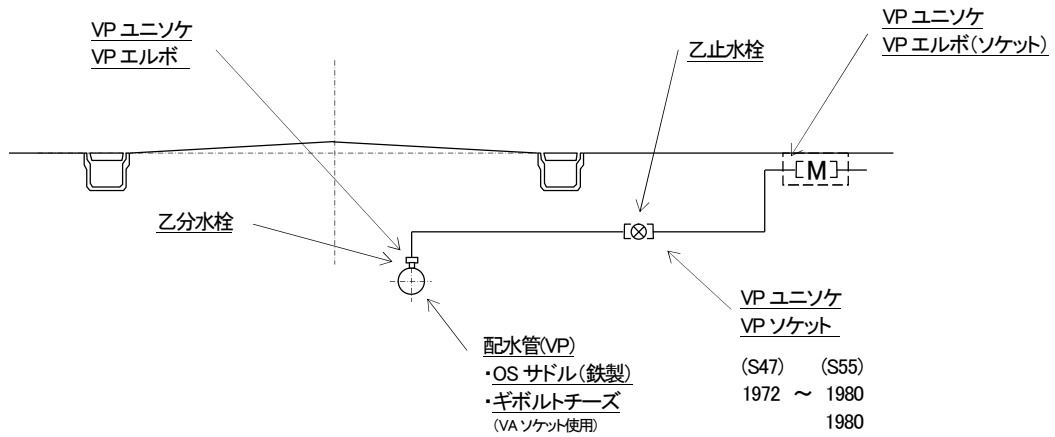 VP ユニソケ
VP エルボ
乙止水栓
VP ユニソケ
VP エルボ(ソケット)
M
乙分水栓
VP ユニソケ
VP ソケット
配水管(VP)
・OS サドル(鉄製)
・ギボルトチーズ
(VA ソケット使用)
(S47) (S55)
1972 ～ 1980
1980